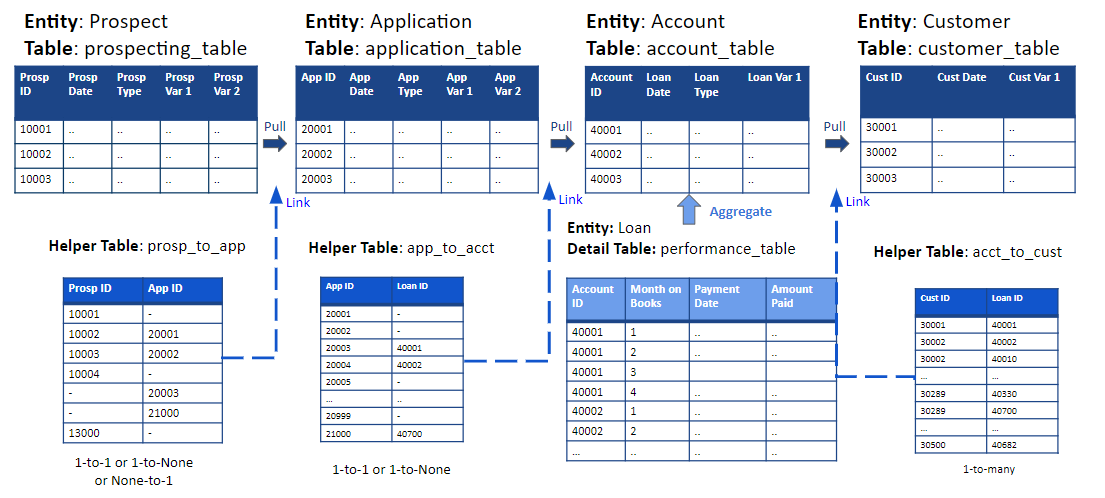 Entity: Prospect
Table: prospecting_table
Prosp ID Prosp Date Prosp Type Prosp Var 1 Prosp Var 2
10001 .. .. .. ..
10002 .. .. .. ..
10003 .. .. .. ..
Pull
Link
Entity: Application
Table: application_table
App ID App Date App Type App Var 1 App Var 2
20001 .. .. .. ..
20002 .. .. .. ..
20003 .. .. .. ..
Pull
Link
Entity: Account
Table: account_table
Account ID Loan Date Loan Type Loan Var 1
40001 .. .. ..
40002 .. .. ..
40003 .. .. ..
Pull
Link
Aggregate
Entity: Customer
Table: customer_table
Cust ID Cust Date Cust Var 1
30001 .. ..
30002 .. ..
30003 .. ..
Helper Table: prosp_to_app
Prosp ID App ID
10001 -
10002 20001
10003 20002
10004 -
- 20003
- 21000
13000 -
1-to-1 or 1-to-None
or None-to-1
Helper Table: app_to_acct
App ID Loan ID
20001 -
20002 -
20003 40001
20004 40002
20005 -
... ..
20999 -
21000 40700
1-to-1 or 1-to-None
Entity: Loan
Detail Table: performance_table
Account ID Month on Books Payment Date Amount Paid
40001 1 .. ..
40001 2 .. ..
40001 3
40001 4 .. ..
40002 1 .. ..
40002 2 .. ..
... .. ..
Helper Table: acct_to_cust
Cust ID Loan ID
30001 40001
30002 40002
30002 40010
... ...
30289 40330
30289 40700
... ...
30500 40682
1-to-many